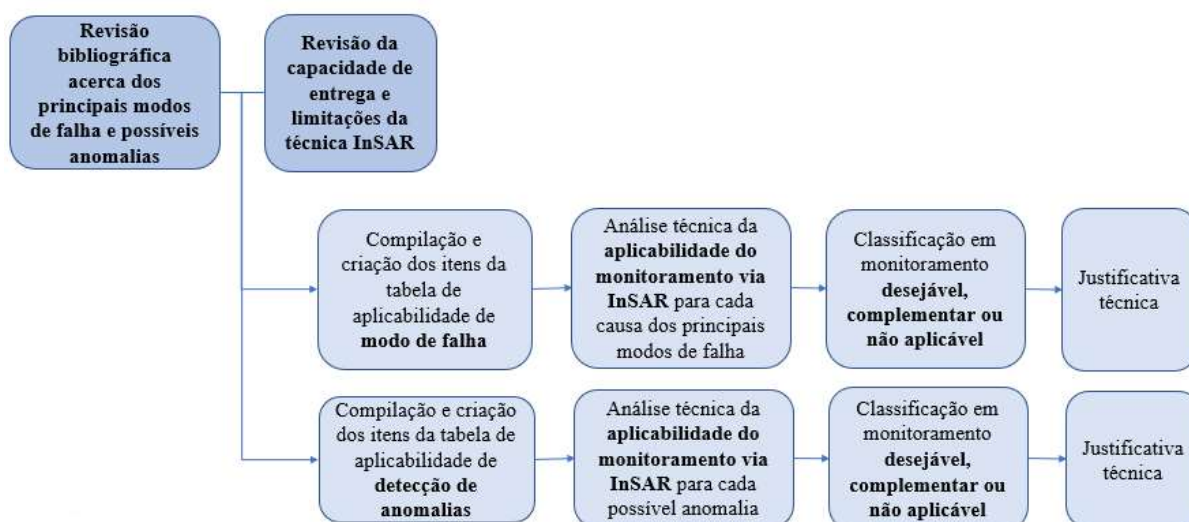 Revisão
bibliográfica
acerca dos
principais modos
de falha e possíveis
anomalias
Revisão da
capacidade de
entrega e
limitações da
técnica InSAR
Compilação e
criação dos itens da
tabela de
aplicabilidade de
modo de falha
Análise técnica da
aplicabilidade do
monitoramento via
InSAR para cada
causa dos principais
modos de falha
Classificação em
monitoramento
desejável,
complementar ou
não aplicável
Justificativa
técnica
Compilação e criação
dos itens da tabela de
aplicabilidade de
detecção de
anomalias
Análise técnica da
aplicabilidade do
monitoramento via
InSAR para cada
possível anomalia
Classificação em
monitoramento
desejável,
complementar ou
não aplicável
Justificativa
técnica